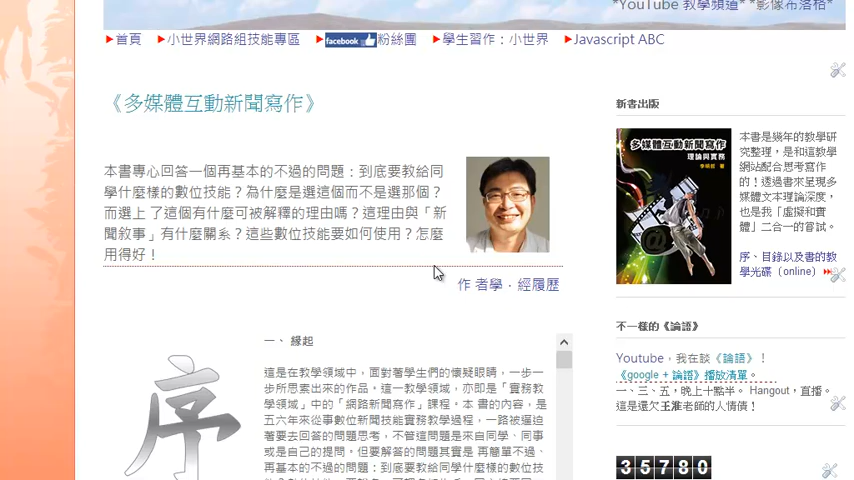 *YouTube 教學頻道* *影像布落格*
▸首頁 ▸小世界網路組技能專區 ▸facebook 粉絲團 ▸學生習作：小世界 ▸Javascript ABC
《多媒體互動新聞寫作》
本書專心回答一個再基本的不過的問題：到底要教給同
學什麼樣的數位技能？為什麼是選這個而不是選那個？
而選上了這個有什麼可被解釋的理由嗎？這理由與「新
聞敘事」有什麼關系？這些數位技能要如何使用？怎麼
用得好！
作者學．經履歷
序
一、 緣起
這是在教學領域中，面對著學生們的懷疑眼睛，一步一
步所思索出來的作品。這一教學領域，亦即是「實務教
學領域」中的「網路新聞寫作」課程。本書的內容，是
五六年來從事數位新聞技能實務教學過程，一路被逼迫
著要去回答的問題思考，不管這問題是來自同學、同事
或是自己的提問，但要解答的問題其實是 再簡單不過、
再基本的不過的問題：到底要教給同學什麼樣的數位技
新書出版
多媒體互動新聞寫作
理論與實務
本書是幾年的教學研
究整理，是和這教學
網站配合思考寫作
的！透過書來呈現多
媒體文本理論深度，
也是我「虛擬和實
體」二合一的嘗試。
序、目錄以及書的教
學光碟（online）
不一樣的《論語》
Youtube，我在談《論語》！
《google + 論語》播放清單。
一、三、五，晚上十點半。Hangout，直播。
這是還欠王淮老師的人情債！
35780